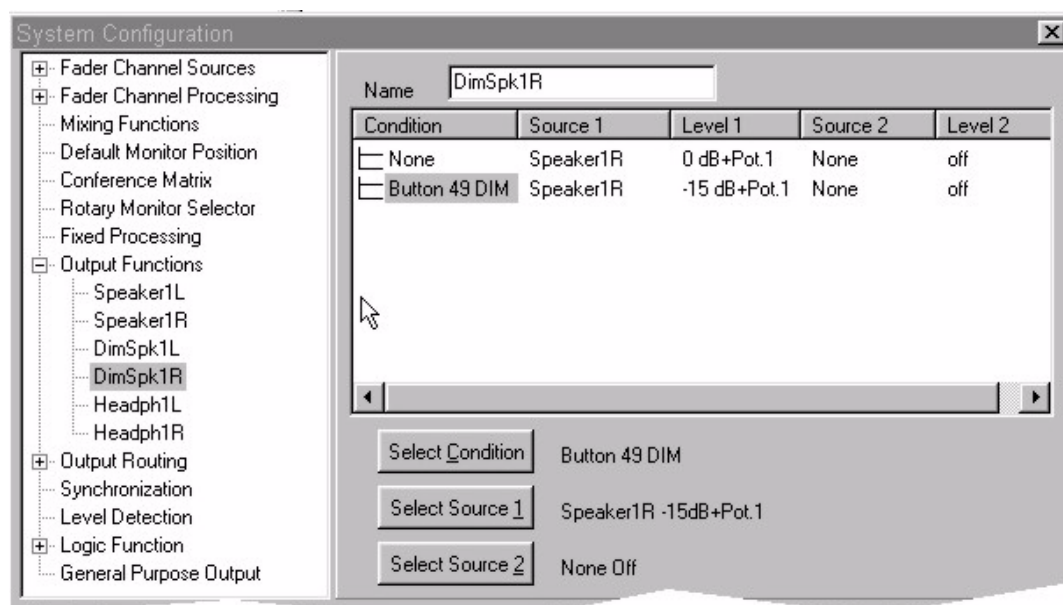 System Configuration
Fader Channel Sources
Fader Channel Processing
Mixing Functions
Default Monitor Position
Conference Matrix
Rotary Monitor Selector
Fixed Processing
Output Functions
Speaker1L
Speaker1R
DimSpk1L
DimSpk1R
Headph1L
Headph1R
Output Routing
Synchronization
Level Detection
Logic Function
General Purpose Output
Name DimSpk1R
Condition Source 1 Level 1 Source 2 Level 2
None Speaker1R 0 dB+Pot.1 None off
Button 49 DIM Speaker1R -15 dB+Pot.1 None off
Select Condition Button 49 DIM
Select Source 1 Speaker1R -15dB+Pot.1
Select Source 2 None Off